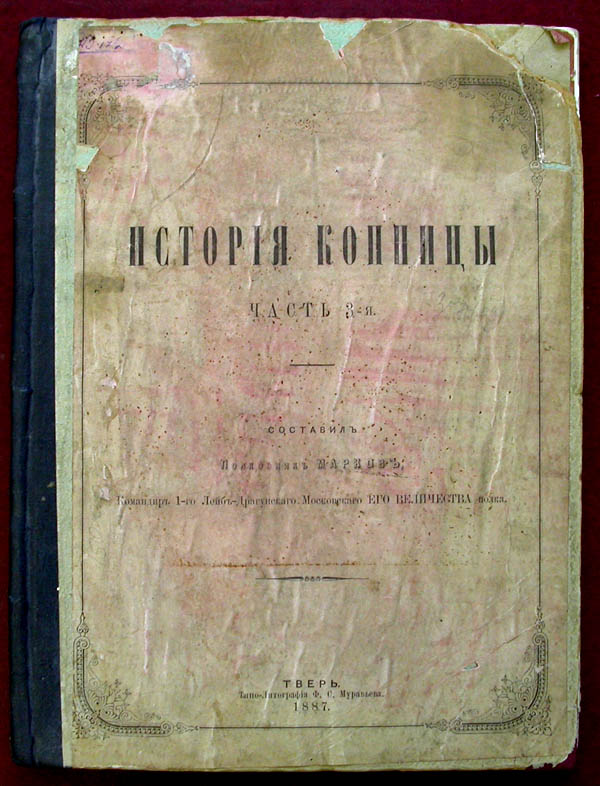 ИСТОРІЯ КОННИЦЫ
ЧАСТЬ 3-я.
СОСТАВИЛЪ
Полковникъ МАРКОВЪ,
Командиръ 1-го Лейбъ-Драгунскаго Московскаго ЕГО ВЕЛИЧЕСТВА полка.
ТВЕРЬ.
Типо-Литографія Ф. С. Муравьева.
1887.